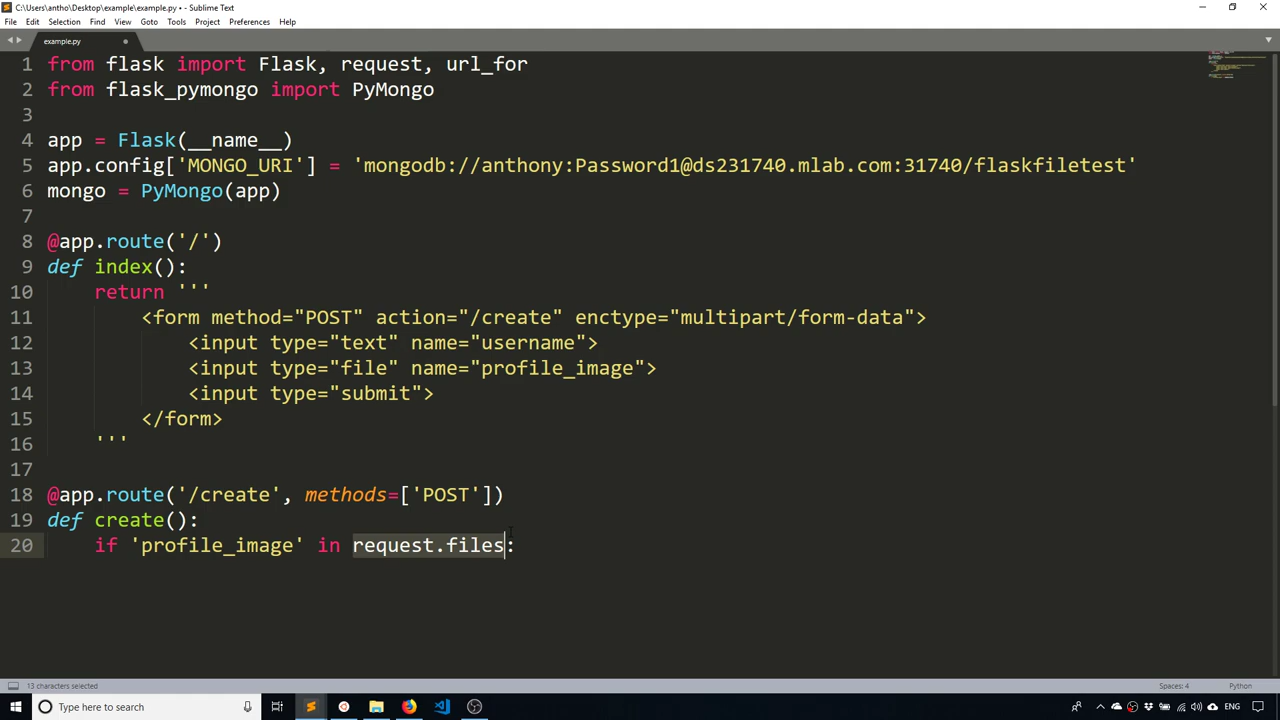 C:\Users\antho\Desktop\example\example.py • - Sublime Text
File Edit Selection Find View Goto Tools Project Preferences Help
example.py
1 from flask import Flask, request, url_for
2 from flask_pymongo import PyMongo
3
4 app = Flask(__name__)
5 app.config['MONGO_URI'] = 'mongodb://anthony:Password1@ds231740.mlab.com:31740/flaskfiletest'
6 mongo = PyMongo(app)
7
8 @app.route('/')
9 def index():
10     return '''
11         <form method="POST" action="/create" enctype="multipart/form-data">
12             <input type="text" name="username">
13             <input type="file" name="profile_image">
14             <input type="submit">
15         </form>
16     '''
17
18 @app.route('/create', methods=['POST'])
19 def create():
20     if 'profile_image' in request.files:
13 characters selected Spaces: 4 Python
Type here to search ENG